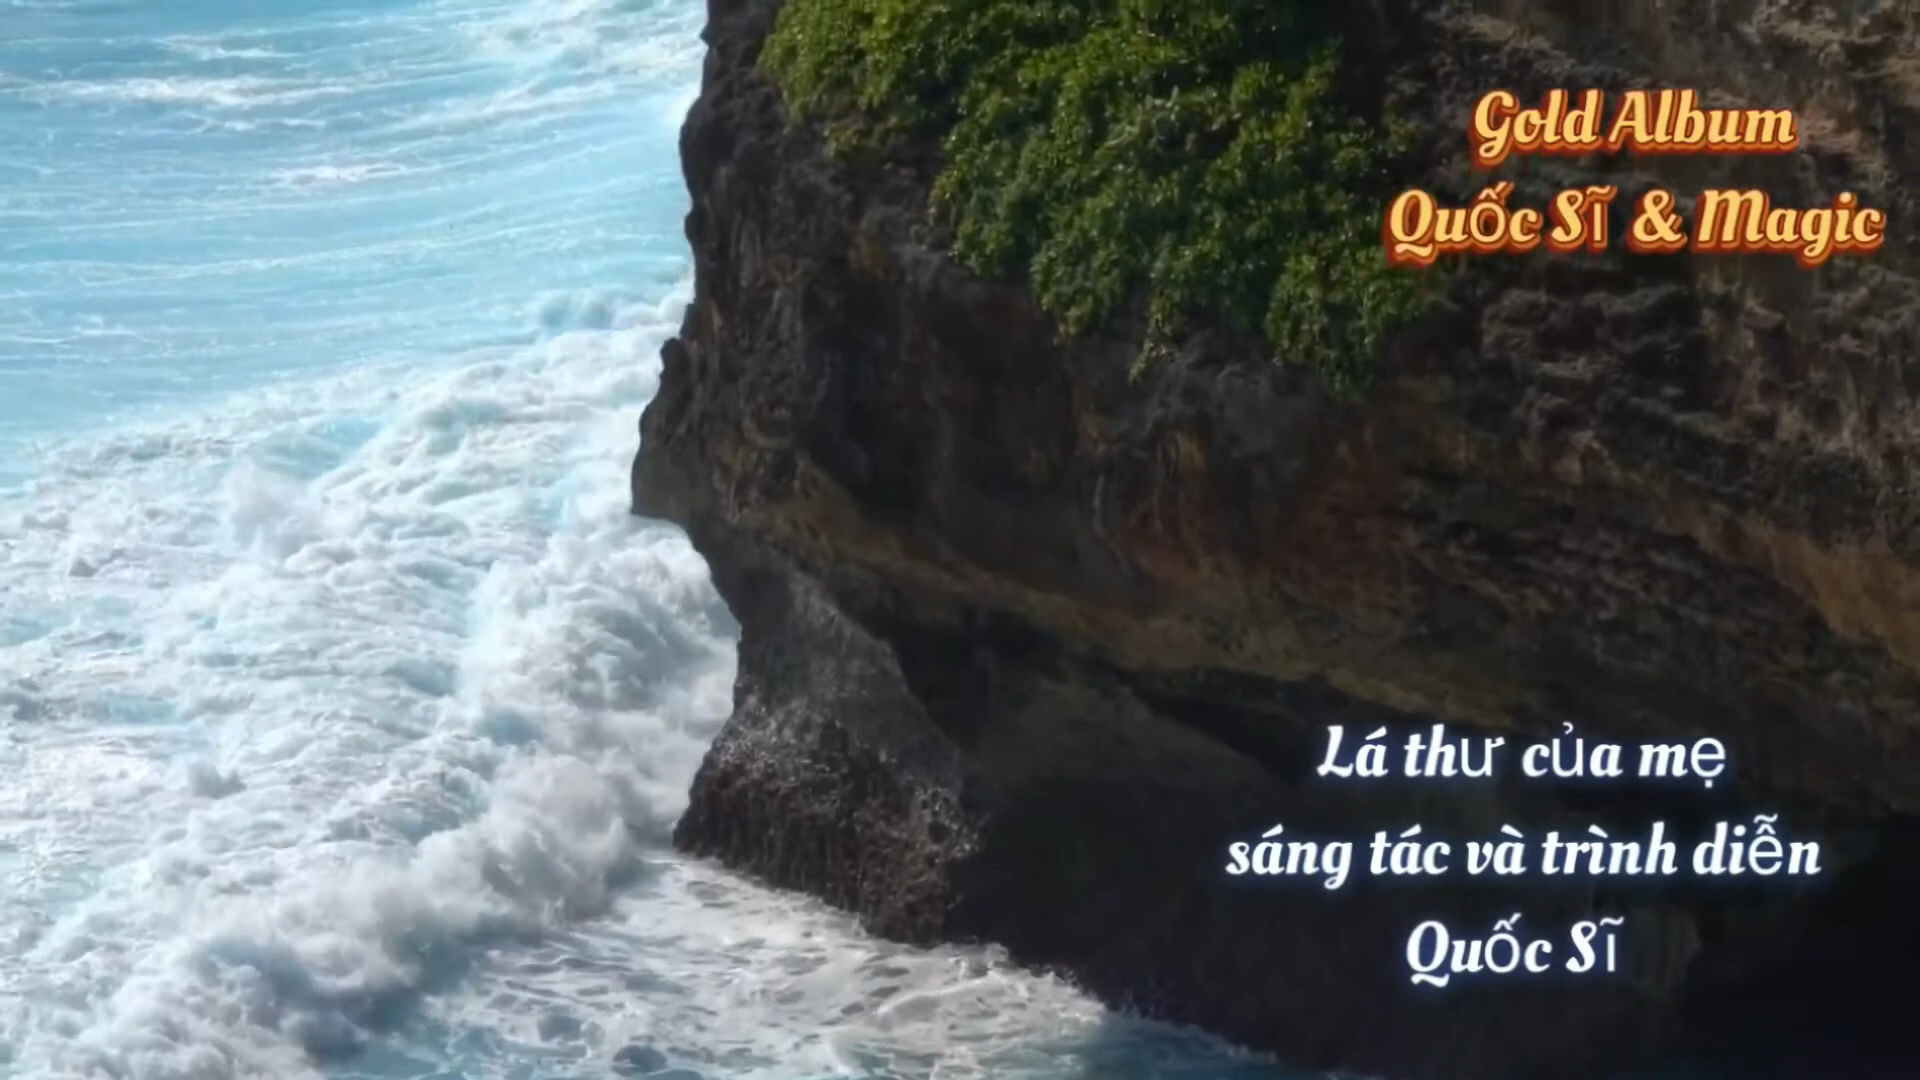 Gold Album
Quốc Sĩ & Magic
Lá thư của mẹ
sáng tác và trình diễn
Quốc Sĩ